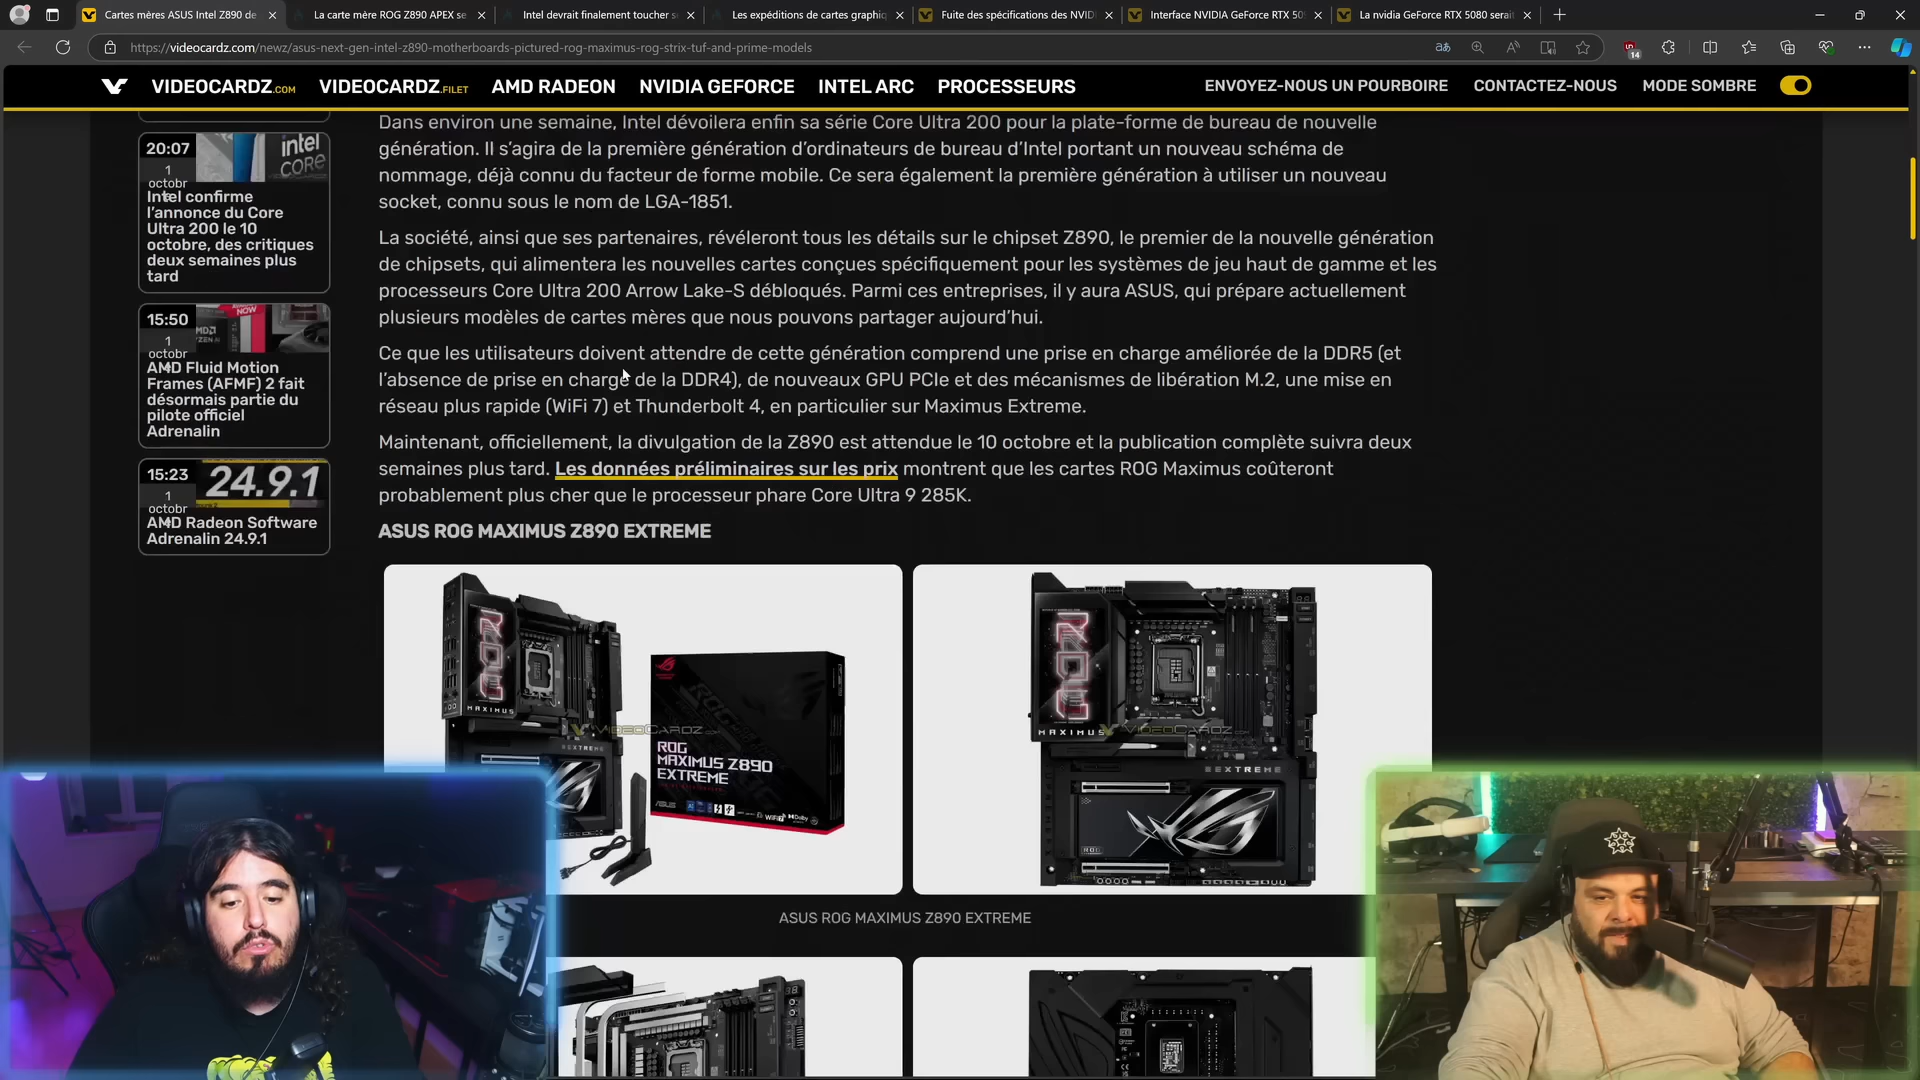 Cartes mères ASUS Intel Z890 de
La carte mère ROG Z890 APEX se
Intel devrait finalement toucher s
Les expéditions de cartes graphiq
Fuite des spécifications des NVID
Interface NVIDIA GeForce RTX 50
La nvidia GeForce RTX 5080 serai
https://videocardz.com/newz/asus-next-gen-intel-z890-motherboards-pictured-rog-maximus-rog-strix-tuf-and-prime-models
14
VIDEOCARDZ.COM
VIDEOCARDZ.FILET
AMD RADEON
NVIDIA GEFORCE
INTEL ARC
PROCESSEURS
ENVOYEZ-NOUS UN POURBOIRE
CONTACTEZ-NOUS
MODE SOMBRE
20:07
1
octobr
intel
CORE
Intel confirme
l'annonce du Core
Ultra 200 le 10
octobre, des critiques
deux semaines plus
tard
15:50
1
octobr
NOW
AMD Fluid Motion
Frames (AFMF) 2 fait
désormais partie du
pilote officiel
Adrenalin
15:23
1
octobr
24.9.1
AMD Radeon Software
Adrenalin 24.9.1
Dans environ une semaine, Intel dévoilera enfin sa série Core Ultra 200 pour la plate-forme de bureau de nouvelle
génération. Il s'agira de la première génération d'ordinateurs de bureau d'Intel portant un nouveau schéma de
nommage, déjà connu du facteur de forme mobile. Ce sera également la première génération à utiliser un nouveau
socket, connu sous le nom de LGA-1851.
La société, ainsi que ses partenaires, révéleront tous les détails sur le chipset Z890, le premier de la nouvelle génération
de chipsets, qui alimentera les nouvelles cartes conçues spécifiquement pour les systèmes de jeu haut de gamme et les
processeurs Core Ultra 200 Arrow Lake-S débloqués. Parmi ces entreprises, il y aura ASUS, qui prépare actuellement
plusieurs modèles de cartes mères que nous pouvons partager aujourd'hui.
Ce que les utilisateurs doivent attendre de cette génération comprend une prise en charge améliorée de la DDR5 (et
l'absence de prise en charge de la DDR4), de nouveaux GPU PCIe et des mécanismes de libération M.2, une mise en
réseau plus rapide (WiFi 7) et Thunderbolt 4, en particulier sur Maximus Extreme.
Maintenant, officiellement, la divulgation de la Z890 est attendue le 10 octobre et la publication complète suivra deux
semaines plus tard. Les données préliminaires sur les prix montrent que les cartes ROG Maximus coûteront
probablement plus cher que le processeur phare Core Ultra 9 285K.
ASUS ROG MAXIMUS Z890 EXTREME
ROG
MAXIMUS
EXTREME
VIDEOCARDZ
ROG
MAXIMUS Z890
EXTREME
ROG
MAXIMUS
VIDEOCARDZ
EXTREME
ASUS ROG MAXIMUS Z890 EXTREME